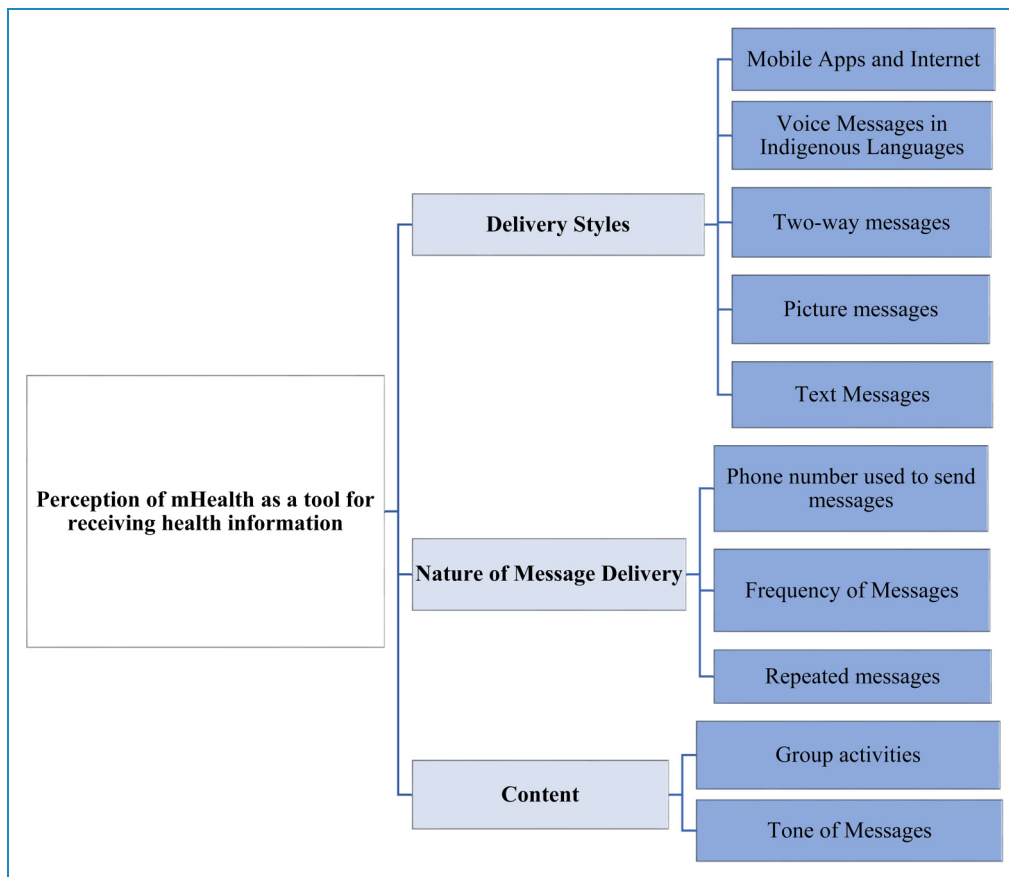 Perception of mHealth as a tool for
receiving health information
Delivery Styles
Mobile Apps and Internet
Voice Messages in
Indigenous Languages
Two-way messages
Picture messages
Text Messages
Nature of Message Delivery
Phone number used to send
messages
Frequency of Messages
Repeated messages
Content
Group activities
Tone of Messages